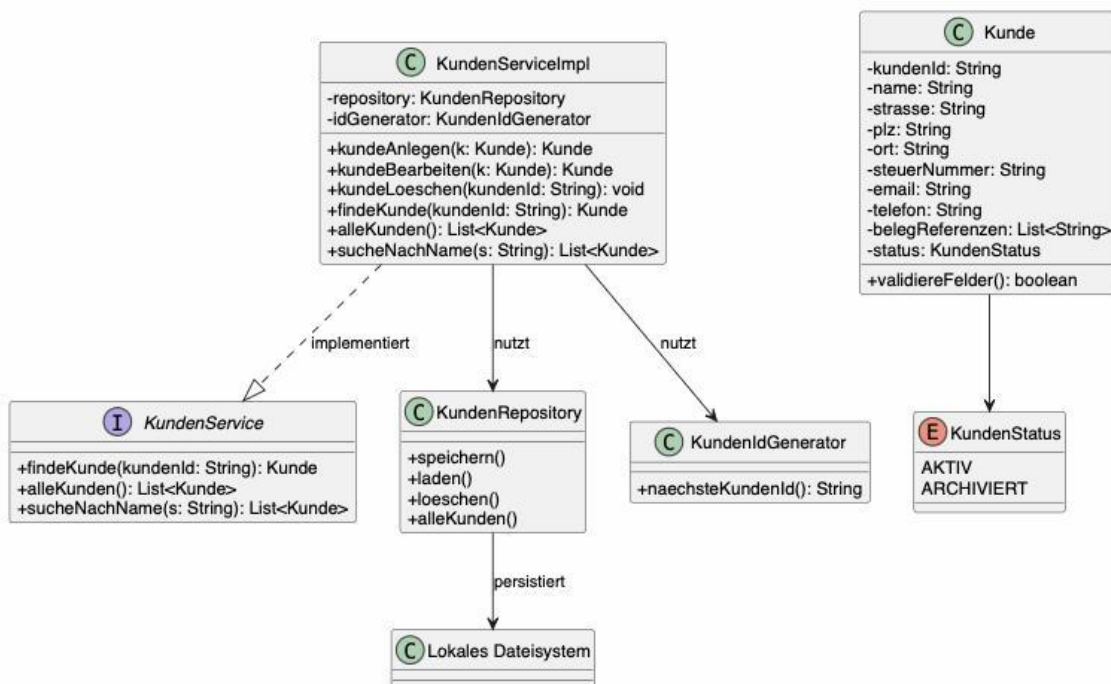 C KundenServiceImpl
-repository: KundenRepository
-idGenerator: KundenIdGenerator
+kundeAnlegen(k: Kunde): Kunde
+kundeBearbeiten(k: Kunde): Kunde
+kundeLoeschen(kundenId: String): void
+findeKunde(kundenId: String): Kunde
+alleKunden(): List<Kunde>
+sucheNachName(s: String): List<Kunde>
C Kunde
-kundenId: String
-name: String
-strasse: String
-plz: String
-ort: String
-steuerNummer: String
-email: String
-telefon: String
-belegReferenzen: List<String>
-status: KundenStatus
+validiereFelder(): boolean
implementiert
nutzt
nutzt
I KundenService
+findeKunde(kundenId: String): Kunde
+alleKunden(): List<Kunde>
+sucheNachName(s: String): List<Kunde>
C KundenRepository
+speichern()
+laden()
+loeschen()
+alleKunden()
C KundenIdGenerator
+naechsteKundenId(): String
E KundenStatus
AKTIV
ARCHIVIERT
persistiert
C Lokales Dateisystem